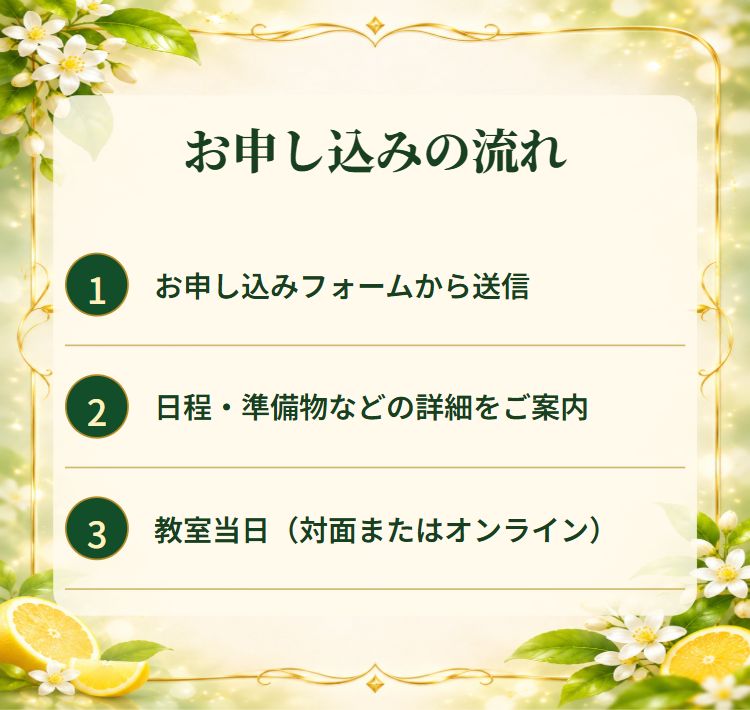 お申し込みの流れ
1 お申し込みフォームから送信
2 日程・準備物などの詳細をご案内
3 教室当日（対面またはオンライン）